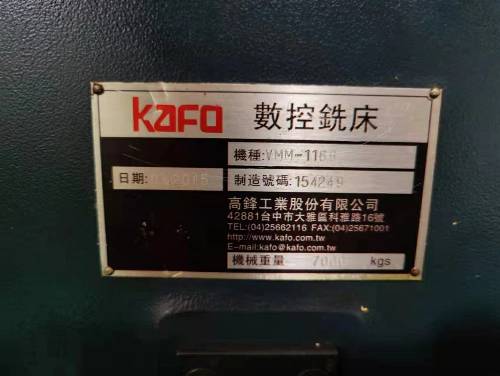 KAFO 數控銑床
機種:VMM-116
日期: 2015 制造號碼:154249
高鋒工業股份有限公司
42881台中市大雅區科雅路16號
TEL:(04)25662116 FAX:(04)25671001
http://www.kafo.com.tw
E-mail:kafo@kafo.com.tw
機械重量 kgs